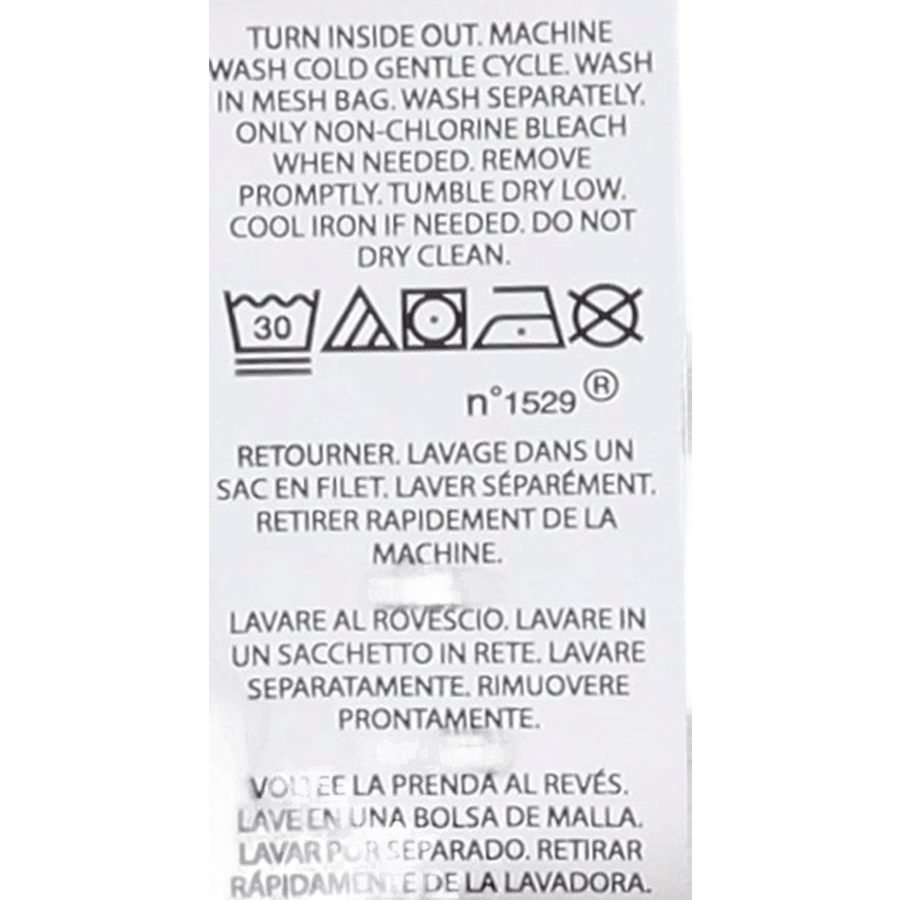 TURN INSIDE OUT. MACHINE
WASH COLD GENTLE CYCLE. WASH
IN MESH BAG. WASH SEPARATELY.
ONLY NON-CHLORINE BLEACH
WHEN NEEDED. REMOVE
PROMPTLY. TUMBLE DRY LOW.
COOL IRON IF NEEDED. DO NOT
DRY CLEAN.
30
n°1529 ®
RETOURNER. LAVAGE DANS UN
SAC EN FILET. LAVER SÉPARÉMENT.
RETIRER RAPIDEMENT DE LA
MACHINE.
LAVARE AL ROVESCIO. LAVARE IN
UN SACCHETTO IN RETE. LAVARE
SEPARATAMENTE. RIMUOVERE
PRONTAMENTE.
VOLTEE LA PRENDA AL REVÉS.
LAVE EN UNA BOLSA DE MALLA.
LAVAR POR SEPARADO. RETIRAR
RÁPIDAMENTE DE LA LAVADORA.